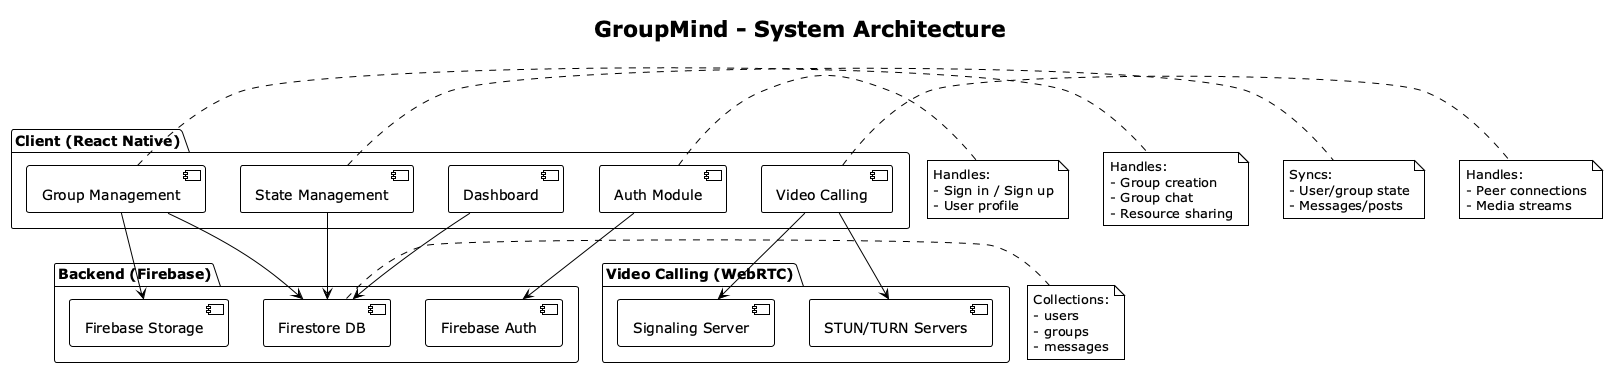 GroupMind - System Architecture
Client (React Native)
Group Management
State Management
Dashboard
Auth Module
Video Calling
Handles:
- Sign in / Sign up
- User profile
Handles:
- Group creation
- Group chat
- Resource sharing
Syncs:
- User/group state
- Messages/posts
Handles:
- Peer connections
- Media streams
Backend (Firebase)
Firebase Storage
Firestore DB
Firebase Auth
Video Calling (WebRTC)
Signaling Server
STUN/TURN Servers
Collections:
- users
- groups
- messages